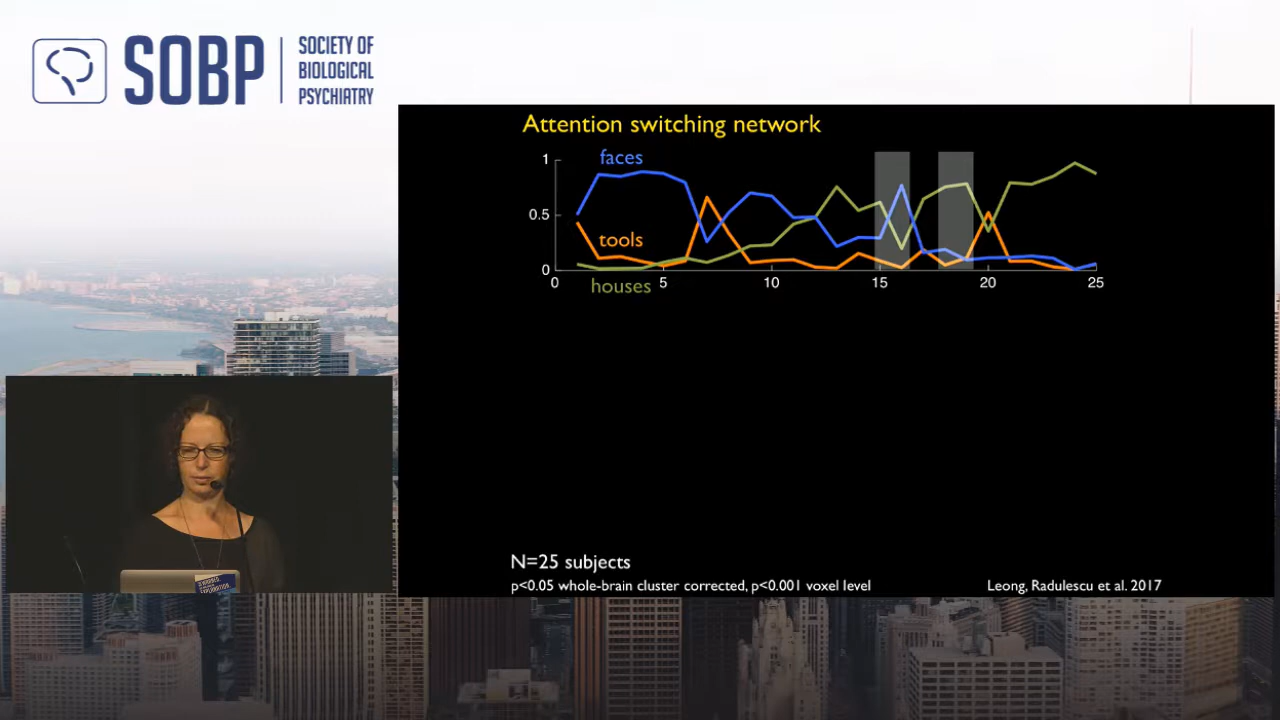 SOBP
SOCIETY OF
BIOLOGICAL
PSYCHIATRY
Attention switching network
faces
tools
houses
1
0.5
0
0 5 10 15 20 25
N=25 subjects
p<0.05 whole-brain cluster corrected, p<0.001 voxel level
Leong, Radulescu et al. 2017